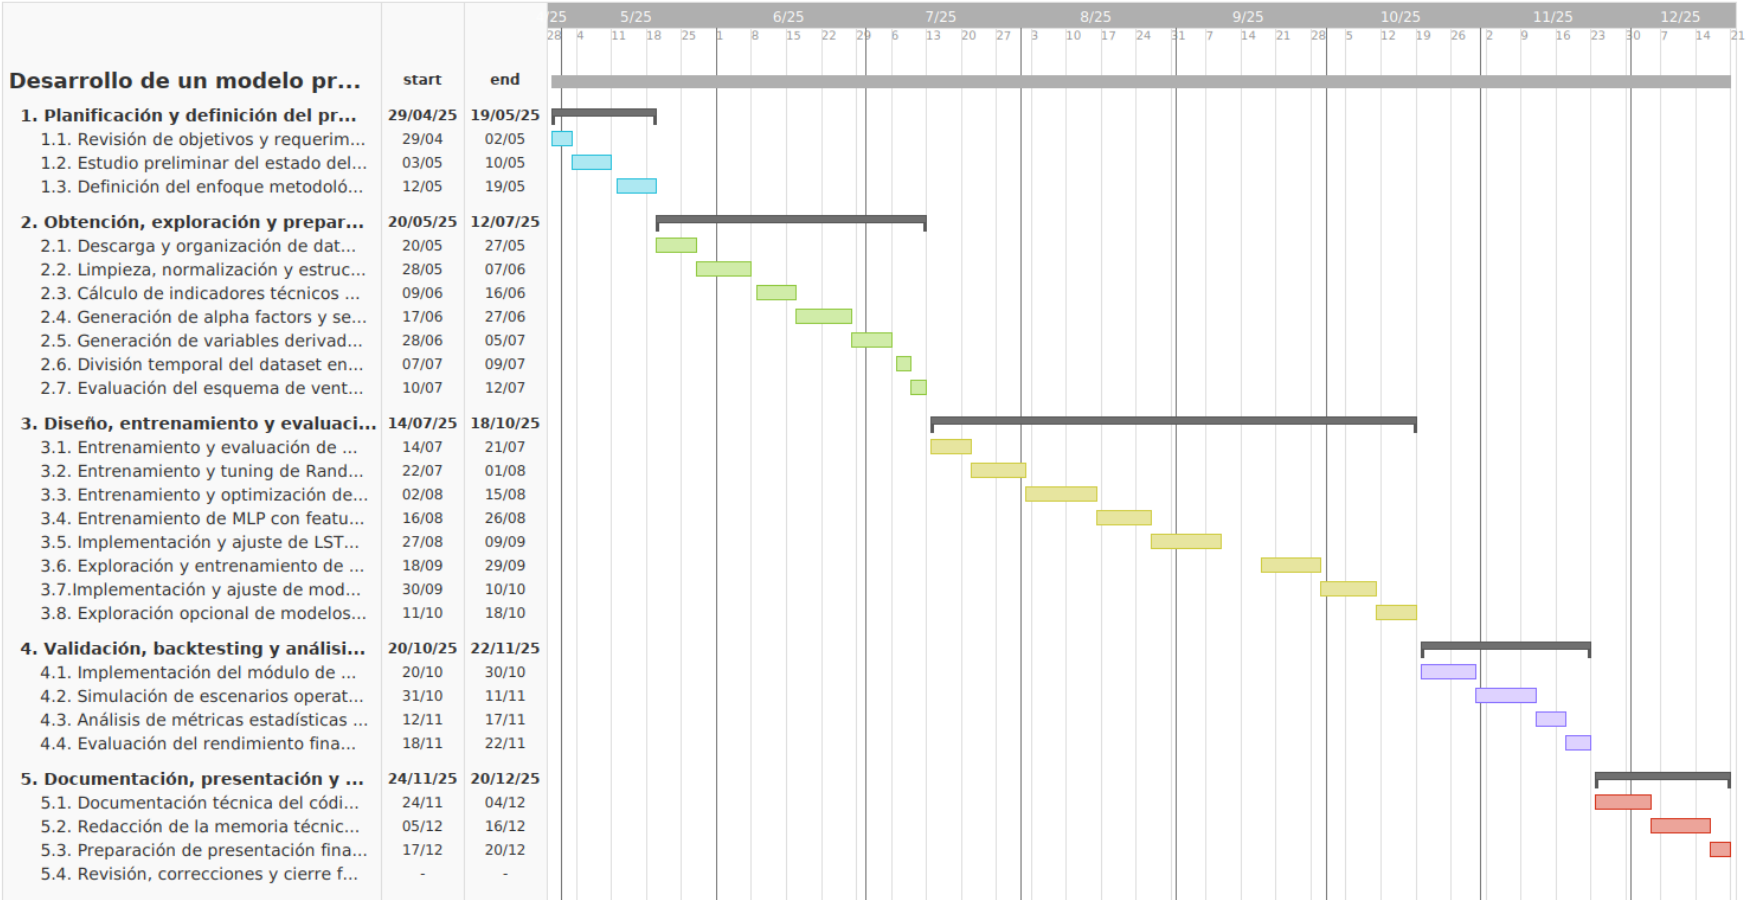 /25 5/25 6/25 7/25 8/25 9/25 10/25 11/25 12/25
28 4 11 18 25 1 8 15 22 29 6 13 20 27 3 10 17 24 31 7 14 21 28 5 12 19 26 2 9 16 23 30 7 14 21
Desarrollo de un modelo pr... start end
1. Planificación y definición del pr... 29/04/25 19/05/25
1.1. Revisión de objetivos y requerim... 29/04 02/05
1.2. Estudio preliminar del estado del... 03/05 10/05
1.3. Definición del enfoque metodoló... 12/05 19/05
2. Obtención, exploración y prepar... 20/05/25 12/07/25
2.1. Descarga y organización de dat... 20/05 27/05
2.2. Limpieza, normalización y estruc... 28/05 07/06
2.3. Cálculo de indicadores técnicos ... 09/06 16/06
2.4. Generación de alpha factors y se... 17/06 27/06
2.5. Generación de variables derivad... 28/06 05/07
2.6. División temporal del dataset en... 07/07 09/07
2.7. Evaluación del esquema de vent... 10/07 12/07
3. Diseño, entrenamiento y evaluaci... 14/07/25 18/10/25
3.1. Entrenamiento y evaluación de ... 14/07 21/07
3.2. Entrenamiento y tuning de Rand... 22/07 01/08
3.3. Entrenamiento y optimización de... 02/08 15/08
3.4. Entrenamiento de MLP con featu... 16/08 26/08
3.5. Implementación y ajuste de LST... 27/08 09/09
3.6. Exploración y entrenamiento de ... 18/09 29/09
3.7.Implementación y ajuste de mod... 30/09 10/10
3.8. Exploración opcional de modelos... 11/10 18/10
4. Validación, backtesting y análisi... 20/10/25 22/11/25
4.1. Implementación del módulo de ... 20/10 30/10
4.2. Simulación de escenarios operat... 31/10 11/11
4.3. Análisis de métricas estadísticas ... 12/11 17/11
4.4. Evaluación del rendimiento fina... 18/11 22/11
5. Documentación, presentación y ... 24/11/25 20/12/25
5.1. Documentación técnica del códi... 24/11 04/12
5.2. Redacción de la memoria técnic... 05/12 16/12
5.3. Preparación de presentación fina... 17/12 20/12
5.4. Revisión, correcciones y cierre f... - -